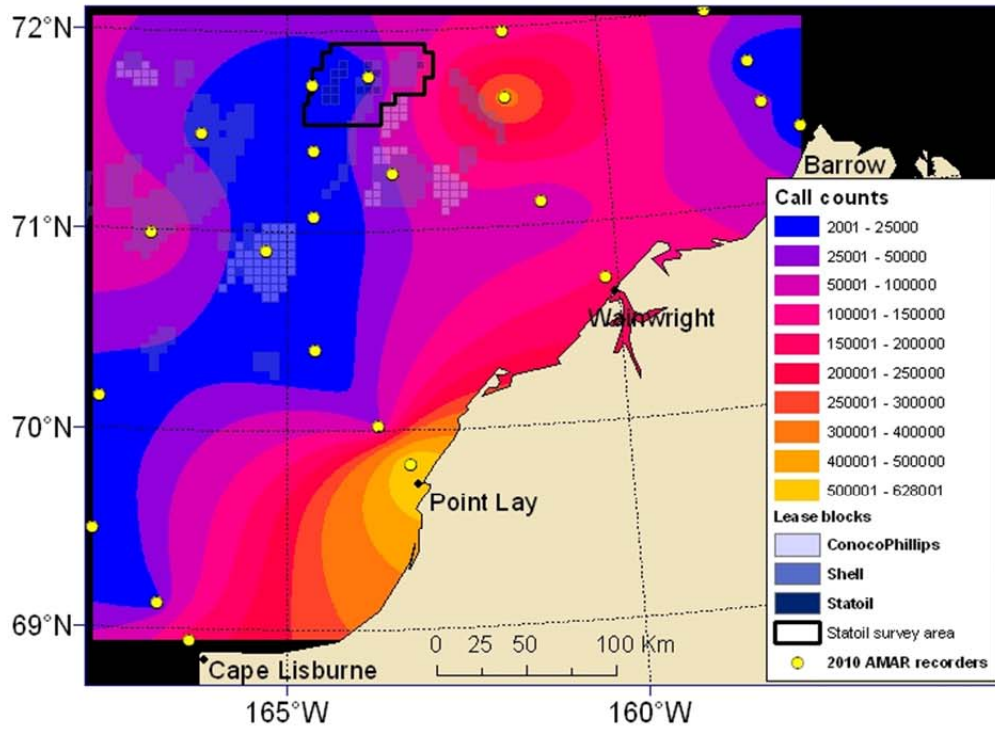 72°N
71°N
70°N
69°N
165°W
160°W
Barrow
Wainwright
Point Lay
Cape Lisburne
0 25 50 100 Km
Call counts
2001 - 25000
25001 - 50000
50001 - 100000
100001 - 150000
150001 - 200000
200001 - 250000
250001 - 300000
300001 - 400000
400001 - 500000
500001 - 628001
Lease blocks
ConocoPhillips
Shell
Statoil
Statoil survey area
2010 AMAR recorders